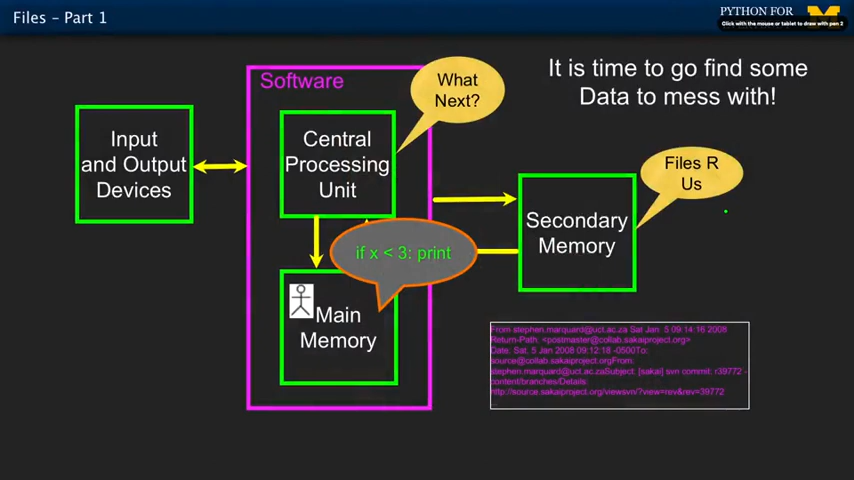 Files – Part 1
PYTHON FOR
Click with the mouse or tablet to draw with pen 2
It is time to go find some
Data to mess with!
Software
What
Next?
Input
and Output
Devices
Central
Processing
Unit
Files R
Us
Secondary
Memory
if x < 3: print
Main
Memory
From stephen.marquard@uct.ac.za Sat Jan 5 09:14:16 2008
Return-Path: <postmaster@collab.sakaiproject.org>
Date: Sat, 5 Jan 2008 09:12:18 -0500To:
source@collab.sakaiproject.orgFrom:
stephen.marquard@uct.ac.zaSubject: [sakai] svn commit: r39772 -
content/branches/Details:
http://source.sakaiproject.org/viewsvn/?view=rev&rev=39772
...